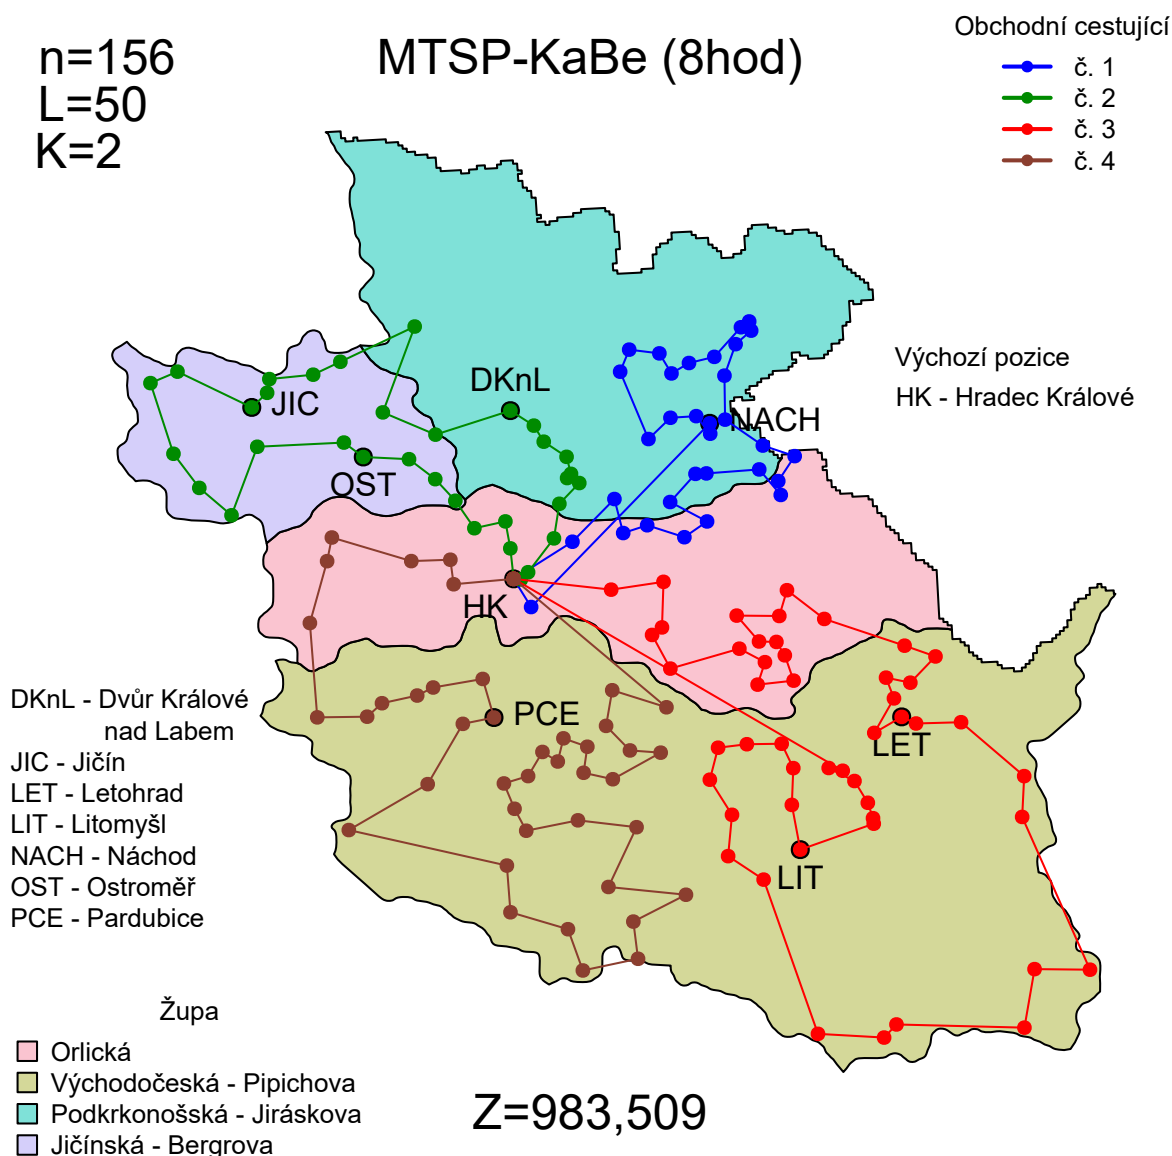 n=156
L=50
K=2
MTSP-KaBe (8hod)
Obchodní cestující
č. 1
č. 2
č. 3
č. 4
Výchozí pozice
HK - Hradec Králové
DKnL
JIC
NACH
OST
HK
PCE
LET
LIT
DKnL - Dvůr Králové
nad Labem
JIC - Jičín
LET - Letohrad
LIT - Litomyšl
NACH - Náchod
OST - Ostroměř
PCE - Pardubice
Župa
Orlická
Východočeská - Pipichova
Podkrkonošská - Jiráskova
Jičínská - Bergrova
Z=983,509